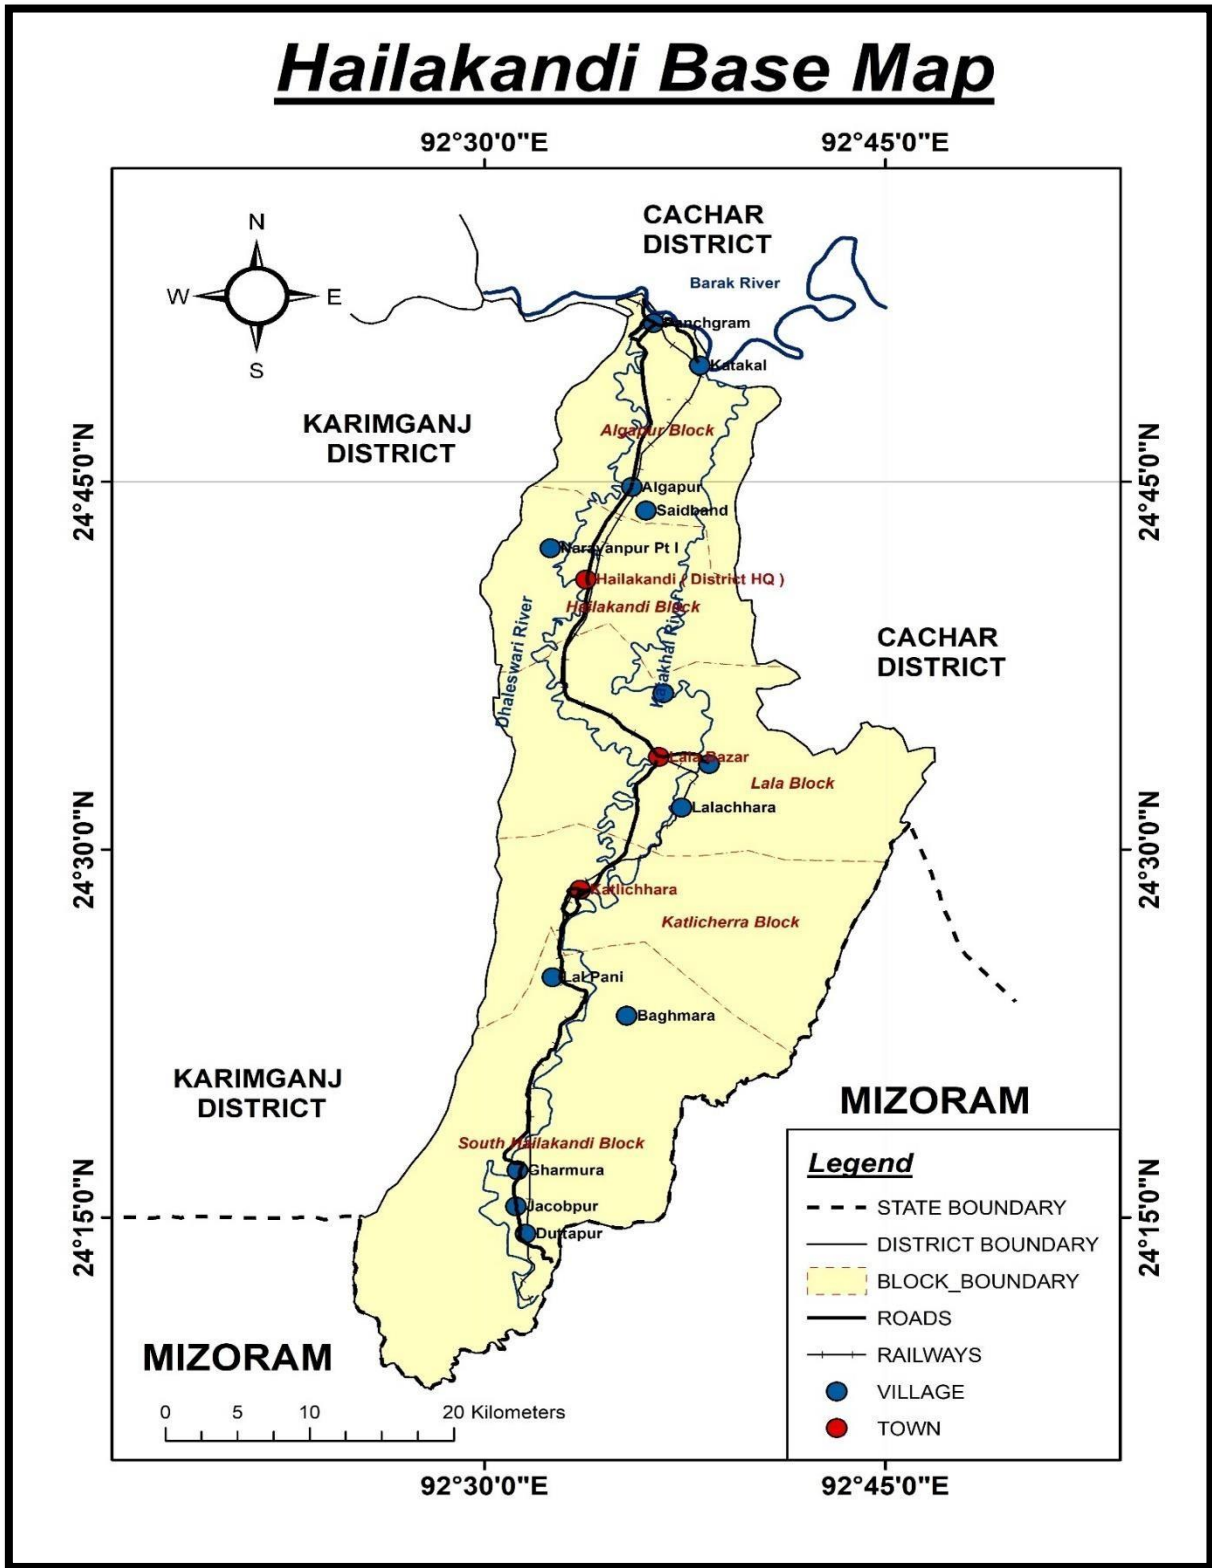 Hailakandi Base Map
92°30'0"E
92°45'0"E
CACHAR
DISTRICT
N
W
E
S
Barak River
Panchgram
Katakal
KARIMGANJ
DISTRICT
Algapur Block
24°45'0"N
24°45'0"N
Algapur
Saidband
Narayanpur Pt I
Hailakandi ( District HQ )
Hailakandi Block
Dhaleswari River
Katakhal River
CACHAR
DISTRICT
Lala Bazar
Lala Block
Lalachhara
24°30'0"N
24°30'0"N
Katlichhara
Katlicherra Block
Lal Pani
Baghmara
KARIMGANJ
DISTRICT
MIZORAM
South Hailakandi Block
Gharmura
Jacobpur
Duttapur
24°15'0"N
24°15'0"N
MIZORAM
Legend
STATE BOUNDARY
DISTRICT BOUNDARY
BLOCK_BOUNDARY
ROADS
RAILWAYS
VILLAGE
TOWN
0 5 10 20 Kilometers
92°30'0"E
92°45'0"E